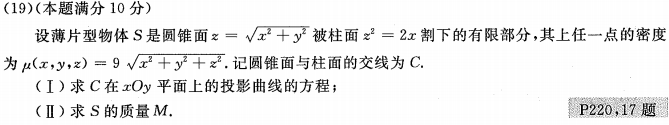 (19)(本题满分 10 分)
设薄片型物体 S 是圆锥面 z = √(x² + y²) 被柱面 z² = 2x 割下的有限部分,其上任一点的密度
为 μ(x,y,z) = 9 √(x² + y² + z²). 记圆锥面与柱面的交线为 C.
(Ⅰ) 求 C 在 xOy 平面上的投影曲线的方程;
(Ⅱ) 求 S 的质量 M.
P220,17 题